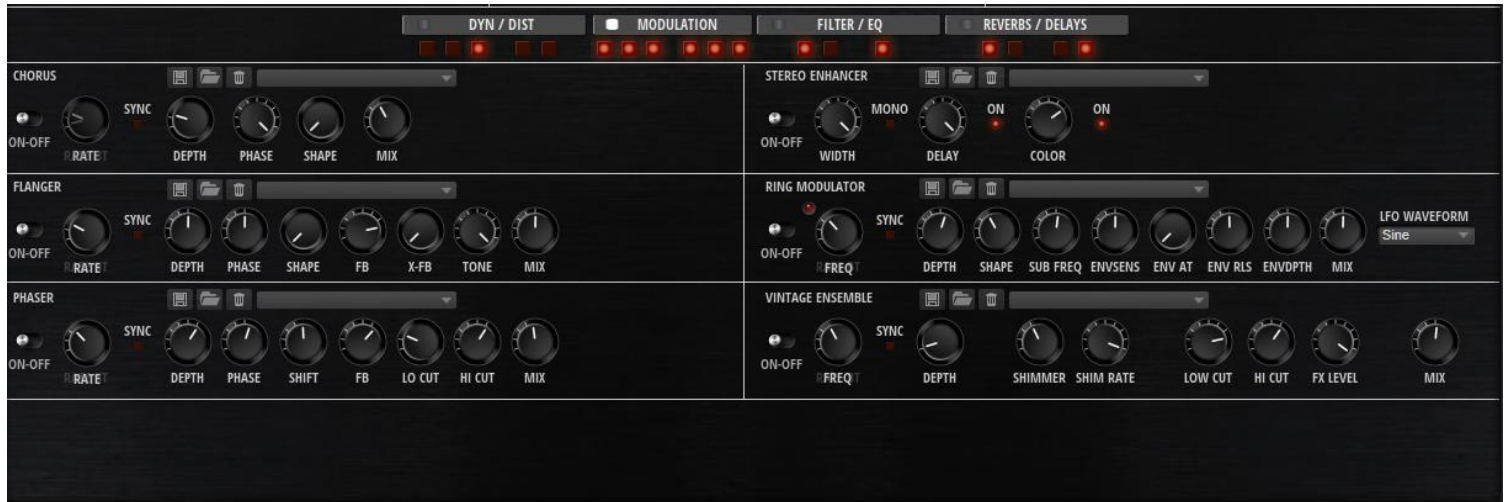 DYN / DIST MODULATION FILTER / EQ REVERBS / DELAYS
CHORUS
SYNC
ON-OFF RATE DEPTH PHASE SHAPE MIX
STEREO ENHANCER
MONO ON ON
ON-OFF WIDTH DELAY COLOR
FLANGER
SYNC
ON-OFF RATE DEPTH PHASE SHAPE FB X-FB TONE MIX
RING MODULATOR
SYNC LFO WAVEFORM
Sine
ON-OFF FREQ DEPTH SHAPE SUB FREQ ENVSENS ENV AT ENV RLS ENVDPTH MIX
PHASER
SYNC
ON-OFF RATE DEPTH PHASE SHIFT FB LO CUT HI CUT MIX
VINTAGE ENSEMBLE
SYNC
ON-OFF FREQ DEPTH SHIMMER SHIM RATE LOW CUT HI CUT FX LEVEL MIX